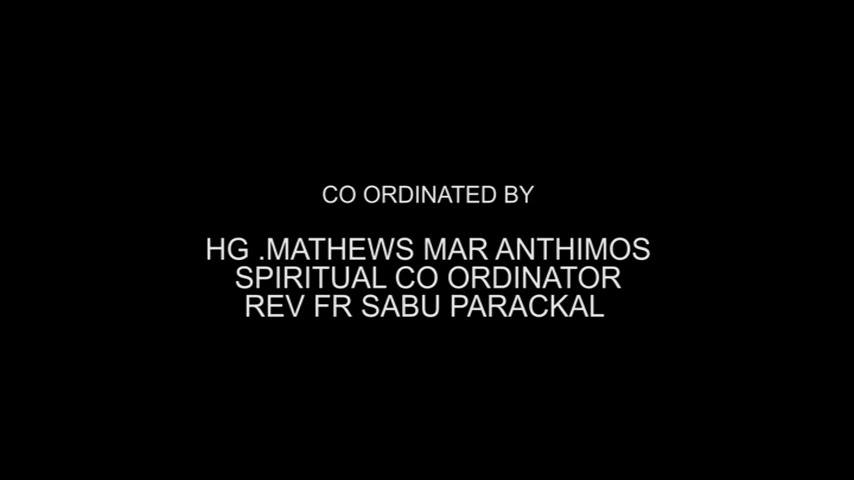 CO ORDINATED BY
HG .MATHEWS MAR ANTHIMOS
SPIRITUAL CO ORDINATOR
REV FR SABU PARACKAL